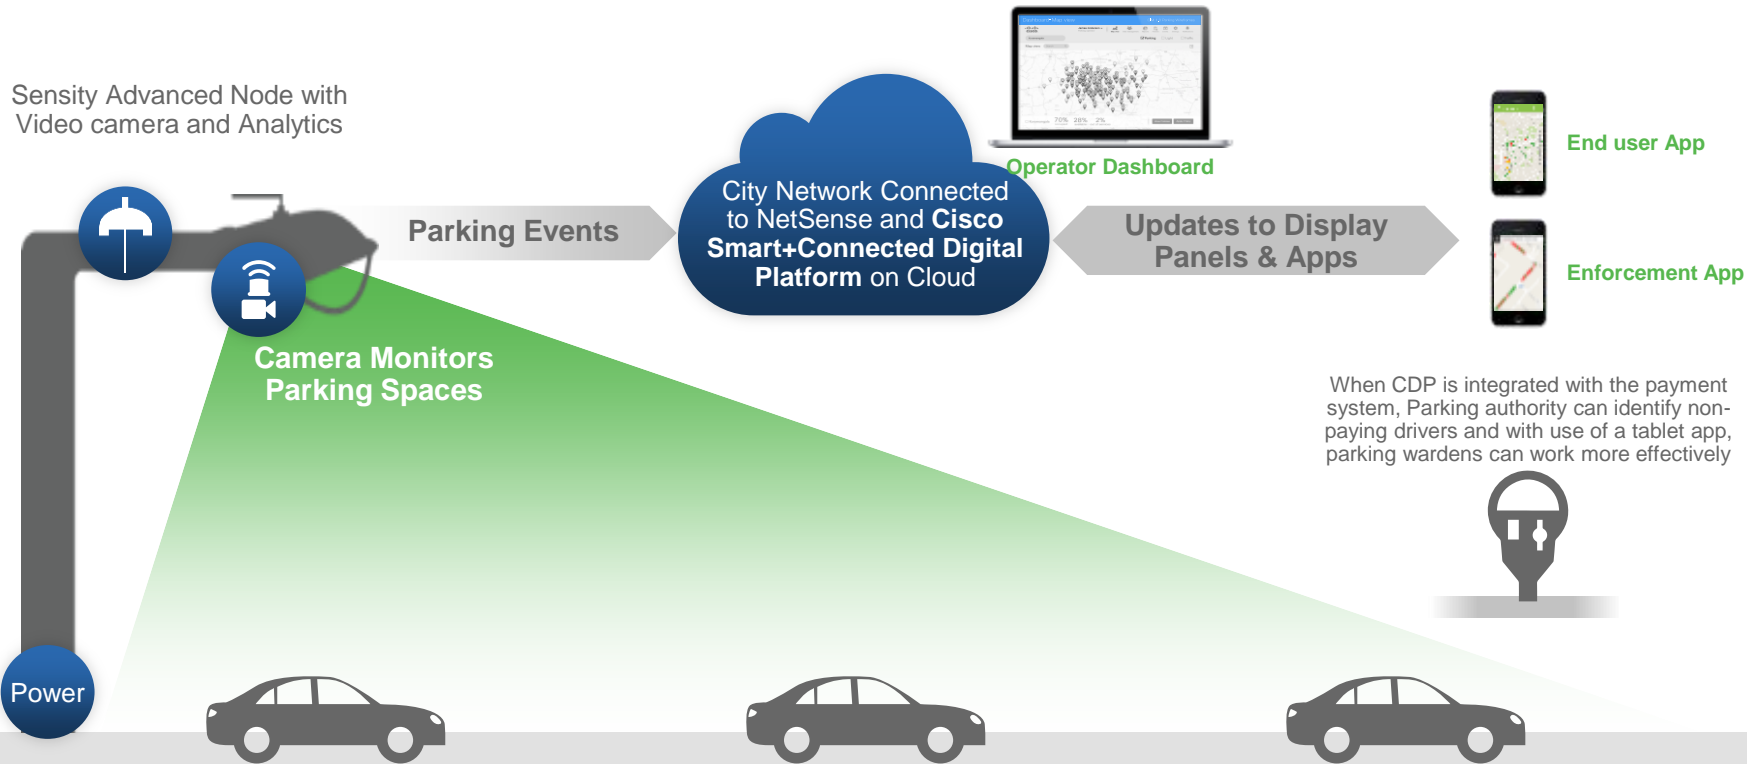 Sensity Advanced Node with
Video camera and Analytics
Parking Events
City Network Connected
to NetSense and Cisco
Smart+Connected Digital
Platform on Cloud
70% 28% 2%
Operator Dashboard
Updates to Display
Panels & Apps
End user App
Enforcement App
Camera Monitors
Parking Spaces
When CDP is integrated with the payment
system, Parking authority can identify non-
paying drivers and with use of a tablet app,
parking wardens can work more effectively
Power